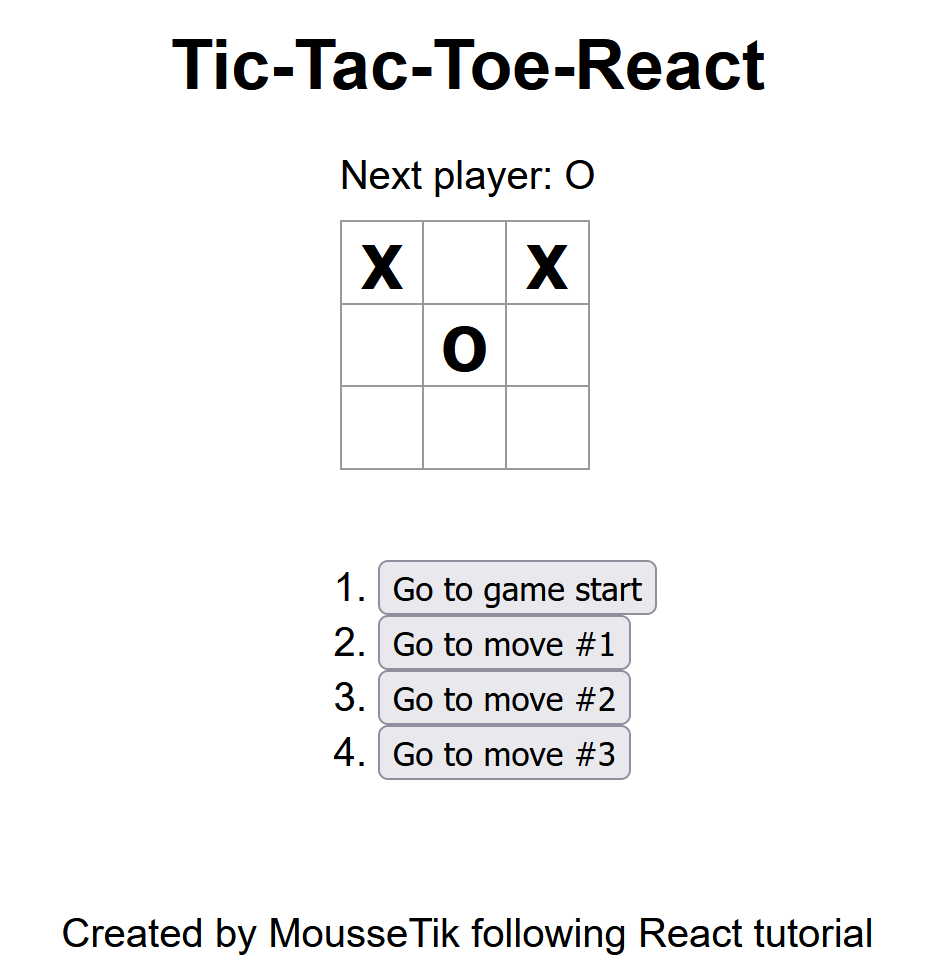 Tic-Tac-Toe-React
Next player: O
X X
O
1. Go to game start
2. Go to move #1
3. Go to move #2
4. Go to move #3
Created by MousseTik following React tutorial